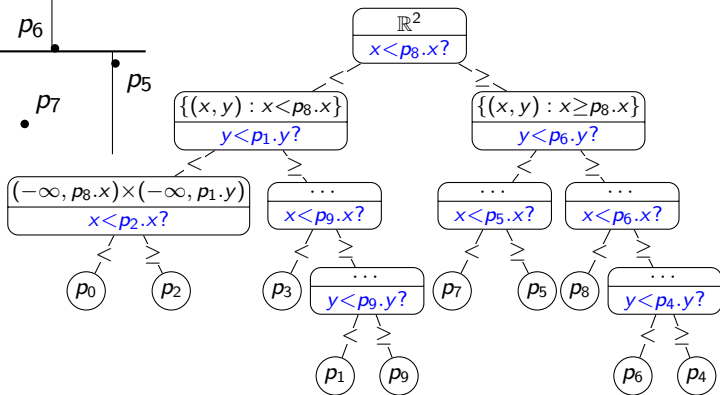 p₆
p₅
p₇
ℝ²
x<p₈.x?
<
≥
{(x, y) : x<p₈.x}
y<p₁.y?
{(x, y) : x≥p₈.x}
y<p₆.y?
<
≥
<
≥
(−∞, p₈.x)×(−∞, p₁.y)
x<p₂.x?
···
x<p₉.x?
···
x<p₅.x?
···
x<p₆.x?
<
≥
<
≥
<
≥
<
≥
p₀
p₂
p₃
···
y<p₉.y?
p₇
p₅
p₈
···
y<p₄.y?
<
≥
<
≥
p₁
p₉
p₆
p₄